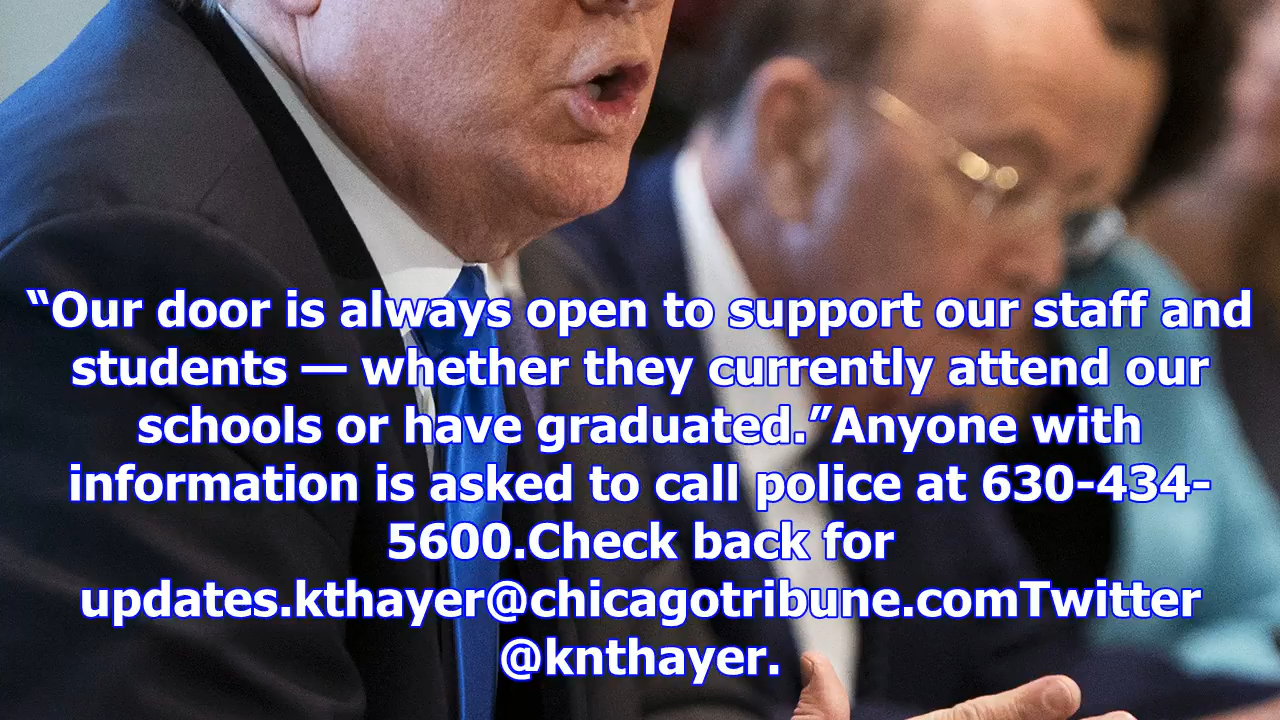 “Our door is always open to support our staff and
students — whether they currently attend our
schools or have graduated.”Anyone with
information is asked to call police at 630-434-
5600.Check back for
updates.kthayer@chicagotribune.comTwitter
@knthayer.